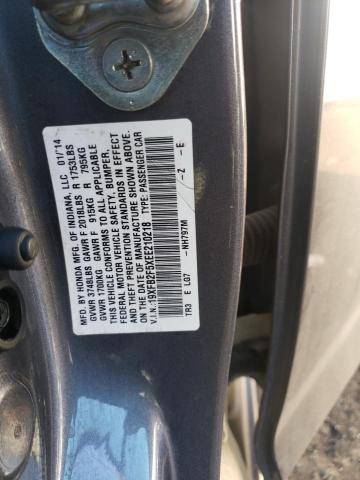 MFD. BY HONDA MFG. OF INDIANA, LLC 01/'14
GVWR 3748LBS GAWR F 2018LBS R 1753LBS
GVWR 1700KG GAWR F 915KG R 795KG
THIS VEHICLE CONFORMS TO ALL APPLICABLE
FEDERAL MOTOR VEHICLE SAFETY, BUMPER,
AND THEFT PREVENTION STANDARDS IN EFFECT
ON THE DATE OF MANUFACTURE SHOWN ABOVE.
V.I.N.: 19XFB2F5XEE210218 TYPE: PASSENGER CAR
TR3 E LG7 - NH797M - Z - E